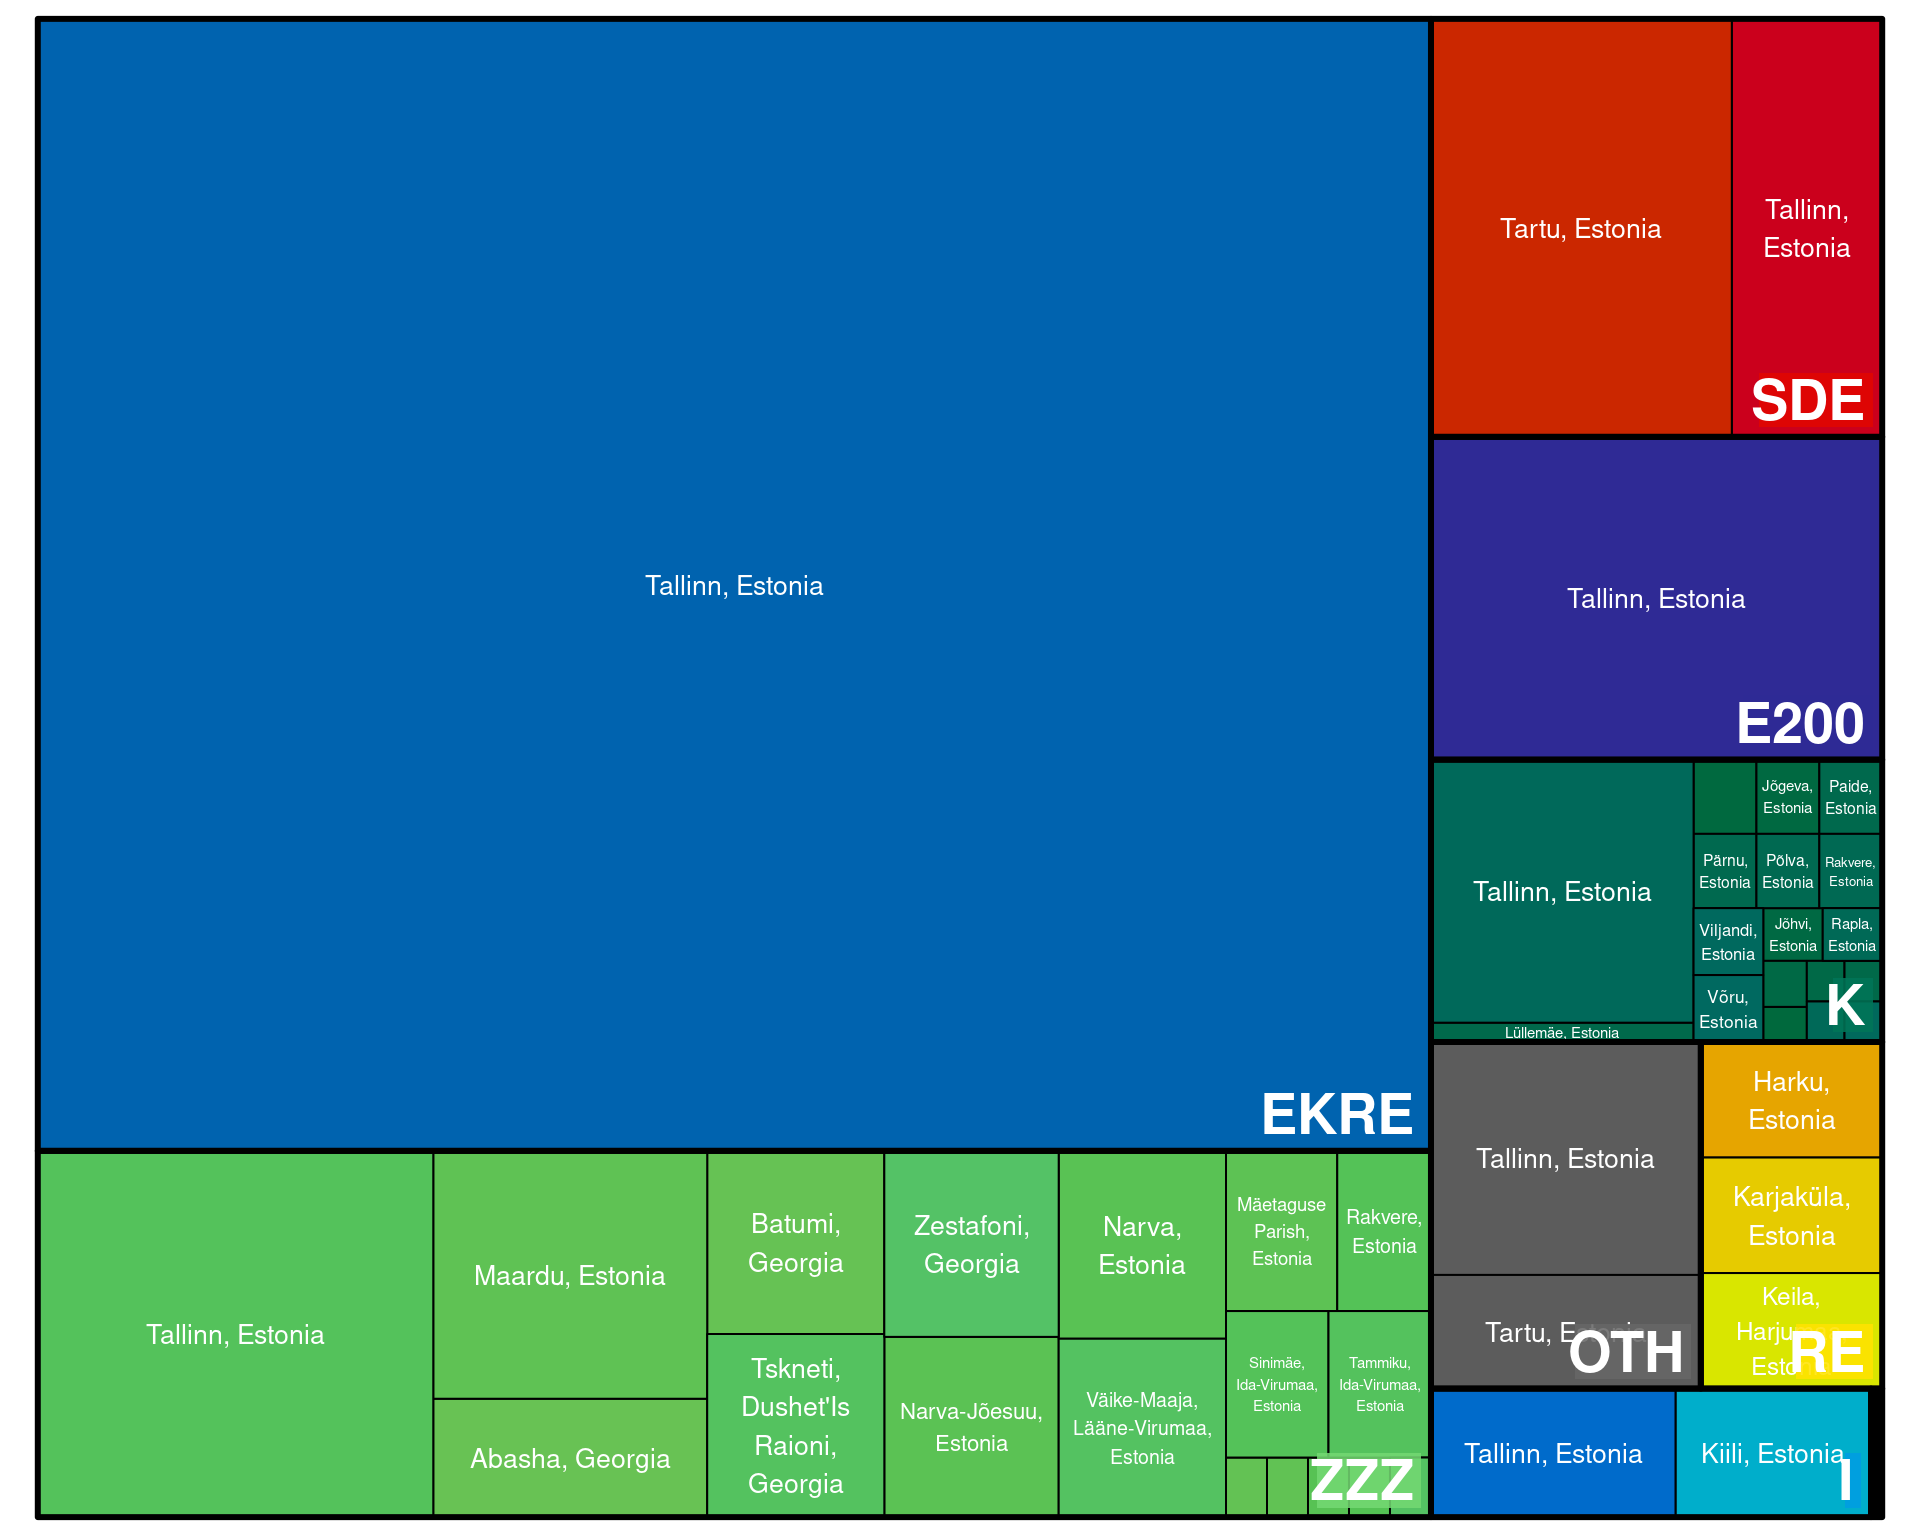 Tallinn, Estonia
EKRE
Tartu, Estonia
Tallinn,
Estonia
SDE
Tallinn, Estonia
E200
Tallinn, Estonia
Jõgeva,
Estonia
Paide,
Estonia
Pärnu,
Estonia
Põlva,
Estonia
Rakvere,
Estonia
Viljandi,
Estonia
Jõhvi,
Estonia
Rapla,
Estonia
Võru,
Estonia
K
Lüllemäe, Estonia
Tallinn, Estonia
Tartu, Estonia
OTH
Harku,
Estonia
Karjaküla,
Estonia
Keila,
RE
Tallinn, Estonia
Kiili, Estonia
I
Tallinn, Estonia
Maardu, Estonia
Abasha, Georgia
Batumi,
Georgia
Tskneti,
Dushet'Is
Raioni,
Georgia
Zestafoni,
Georgia
Narva-Jõesuu,
Estonia
Narva,
Estonia
Väike-Maaja,
Lääne-Virumaa,
Estonia
Mäetaguse
Parish,
Estonia
Rakvere,
Estonia
Sinimäe,
Ida-Virumaa,
Estonia
Tammiku,
Ida-Virumaa,
Estonia
ZZZ